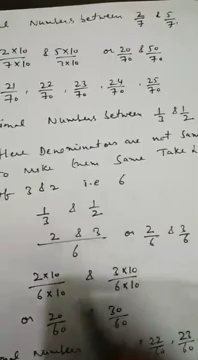 Numbers between 2/7 & 5/7.
2×10/7×10 & 5×10/7×10 or 20/70 & 50/70
21/70, 22/70, 23/70, 24/70, 25/70
Numbers between 1/3 & 1/2
Here Denominators are not Sam
To Make them Same Take L
of 3 & 2 i.e 6
1/3 & 1/2
2 & 3/6 or 2/6 & 3/6
2×10/6×10 & 3×10/6×10
or 20/60 30/60
Numbers 22/60, 23/60